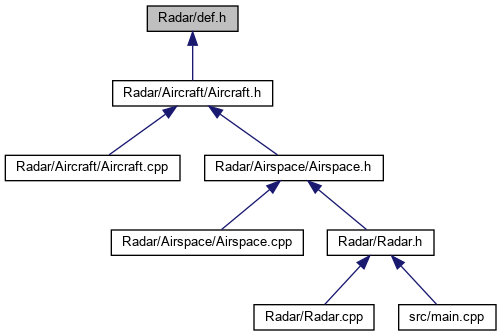 Radar/def.h
Radar/Aircraft/Aircraft.h
Radar/Aircraft/Aircraft.cpp
Radar/Airspace/Airspace.h
Radar/Airspace/Airspace.cpp
Radar/Radar.h
Radar/Radar.cpp
src/main.cpp